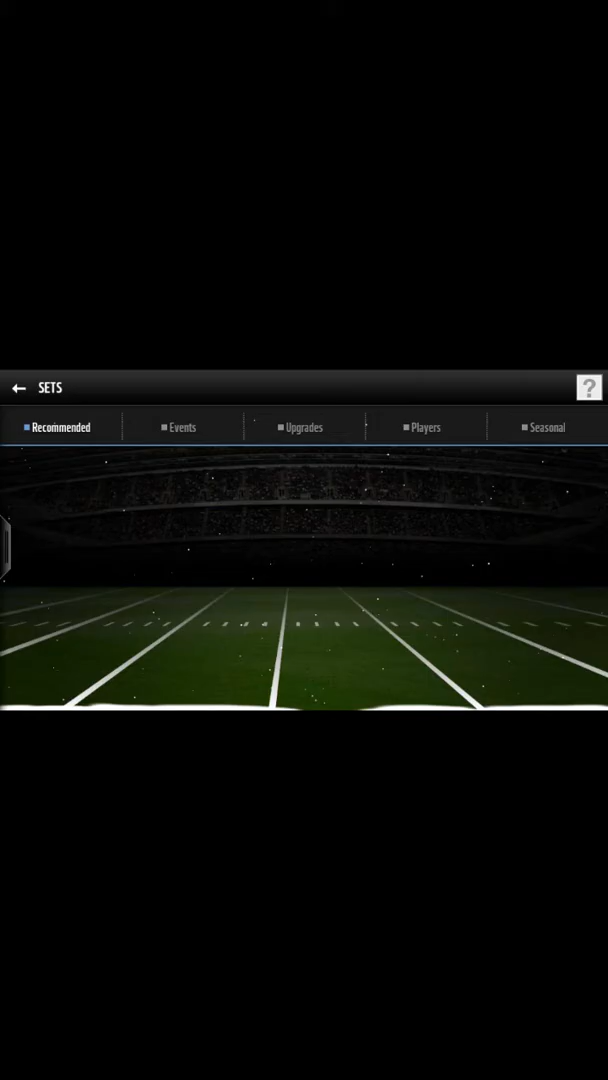 SETS
?
Recommended
Events
Upgrades
Players
Seasonal